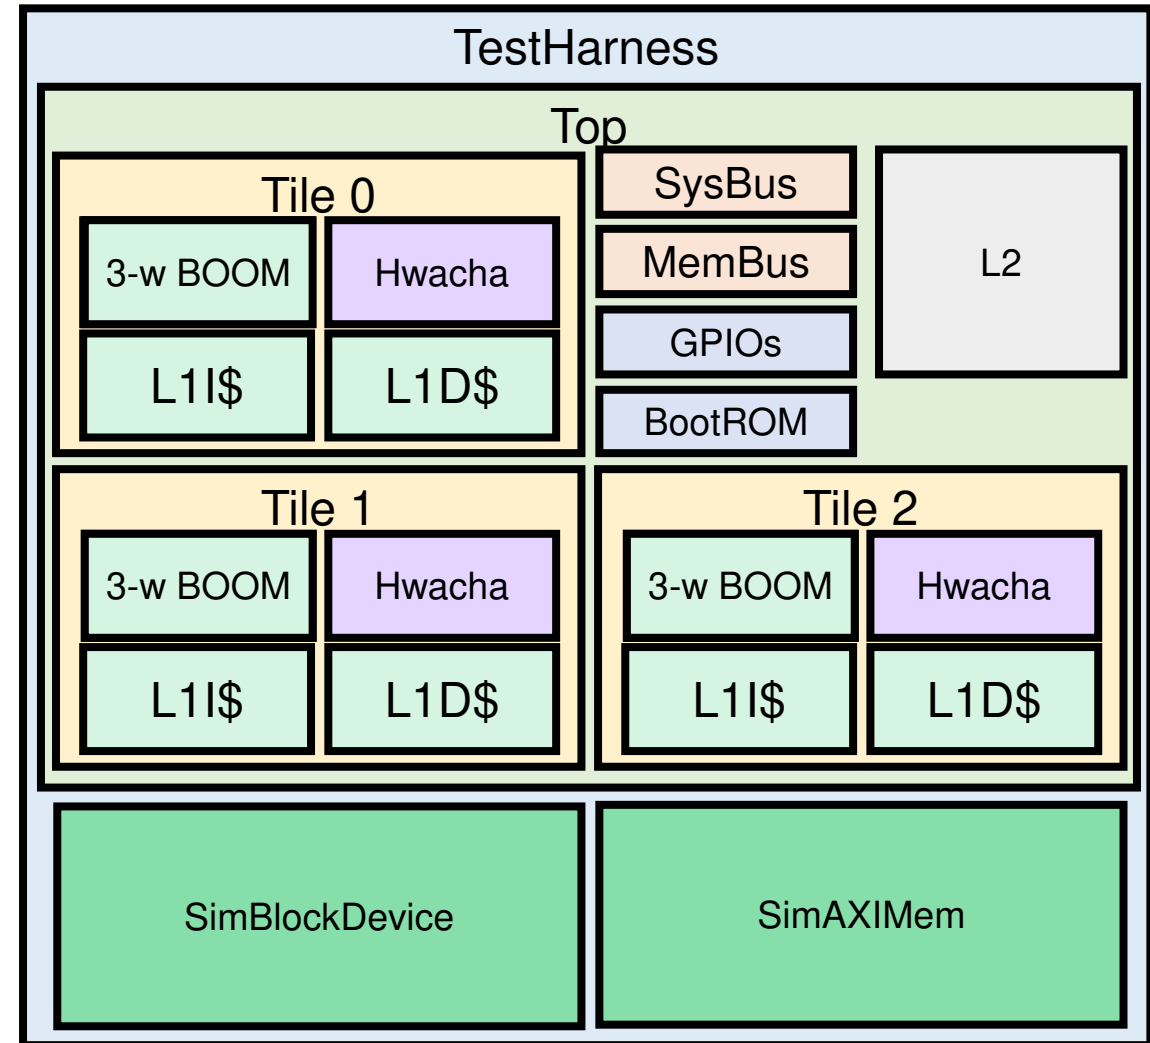 TestHarness
Top
Tile 0
3-w BOOM
Hwacha
L1I$
L1D$
SysBus
MemBus
GPIOs
BootROM
L2
Tile 1
3-w BOOM
Hwacha
L1I$
L1D$
Tile 2
3-w BOOM
Hwacha
L1I$
L1D$
SimBlockDevice
SimAXIMem